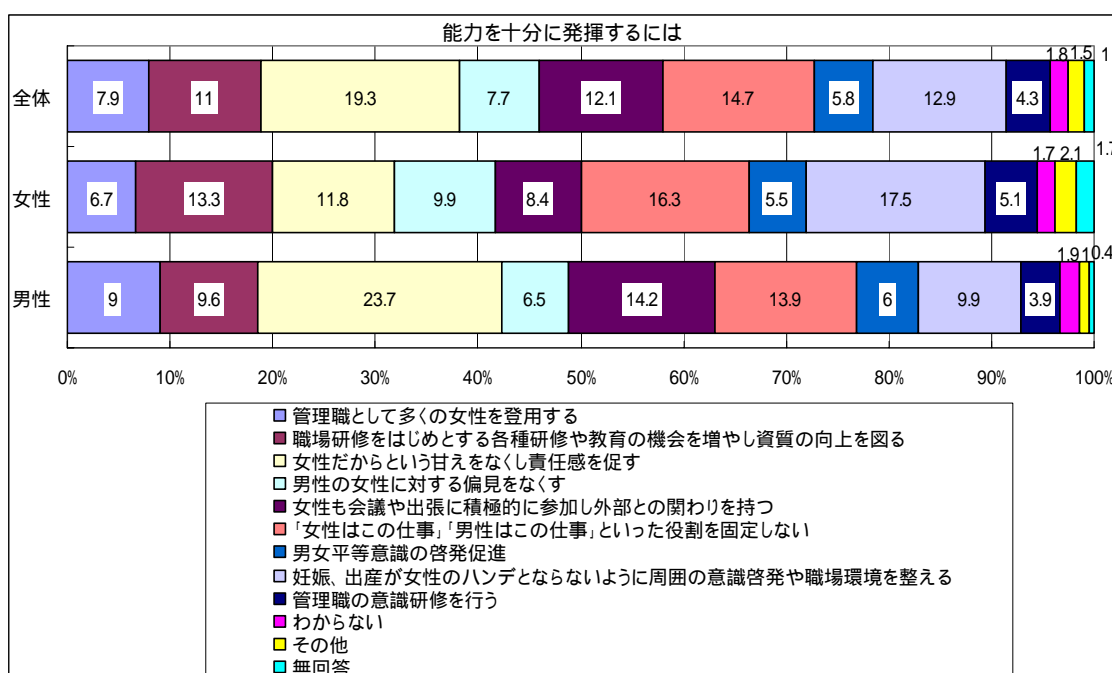 能力を十分に発揮するには
全体 7.9 11 19.3 7.7 12.1 14.7 5.8 12.9 4.3 1.8 1.5 1
女性 6.7 13.3 11.8 9.9 8.4 16.3 5.5 17.5 5.1 1.7 2.1 1.7
男性 9 9.6 23.7 6.5 14.2 13.9 6 9.9 3.9 1.9 1 0.4
0% 10% 20% 30% 40% 50% 60% 70% 80% 90% 100%
管理職として多くの女性を登用する
職場研修をはじめとする各種研修や教育の機会を増やし資質の向上を図る
女性だからという甘えをなくし責任感を促す
男性の女性に対する偏見をなくす
女性も会議や出張に積極的に参加し外部との関わりを持つ
「女性はこの仕事」「男性はこの仕事」といった役割を固定しない
男女平等意識の啓発促進
妊娠、出産が女性のハンデとならないように周囲の意識啓発や職場環境を整える
管理職の意識研修を行う
わからない
その他
無回答